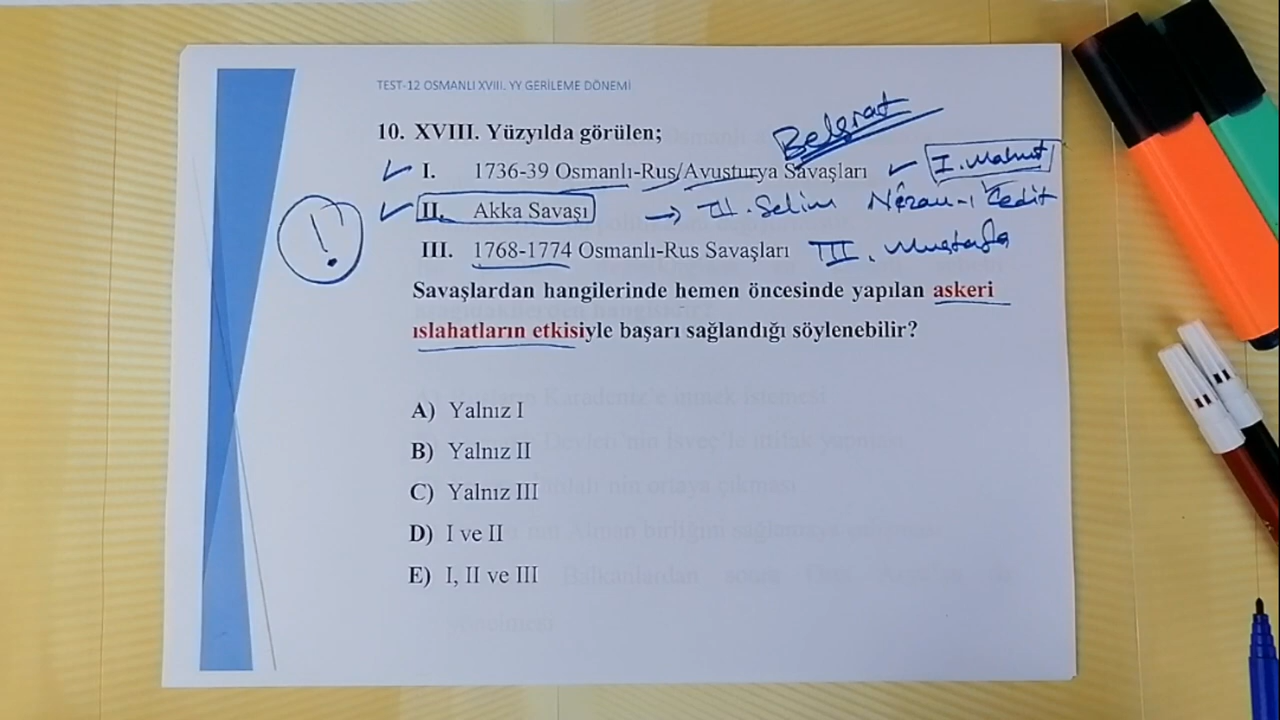 TEST-12 OSMANLI XVIII. YY GERİLEME DÖNEMİ
10. XVIII. Yüzyılda görülen;
Belgrat
I. 1736-39 Osmanlı-Rus/Avusturya Savaşları I. Mahmut
II. Akka Savaşı → III. Selim Nizam-ı Cedit
!
III. 1768-1774 Osmanlı-Rus Savaşları III. Mustafa
Savaşlardan hangilerinde hemen öncesinde yapılan askeri
ıslahatların etkisiyle başarı sağlandığı söylenebilir?
A) Yalnız I
B) Yalnız II
C) Yalnız III
D) I ve II
E) I, II ve III